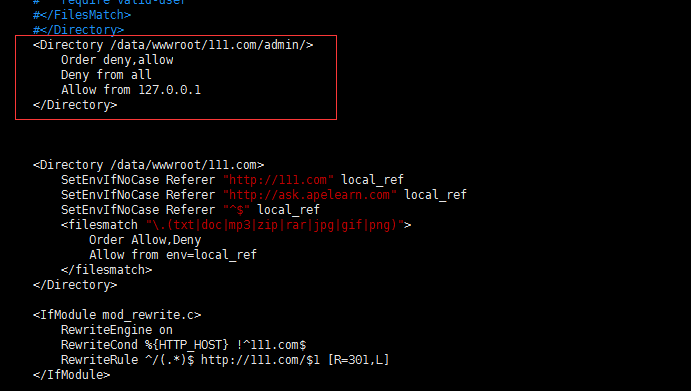 #    require valid-user
#</FilesMatch>
#</Directory>
<Directory /data/wwwroot/111.com/admin/>
    Order deny,allow
    Deny from all
    Allow from 127.0.0.1
</Directory>
<Directory /data/wwwroot/111.com>
    SetEnvIfNoCase Referer "http://111.com" local_ref
    SetEnvIfNoCase Referer "http://ask.apelearn.com" local_ref
    SetEnvIfNoCase Referer "^$" local_ref
    <filesmatch "\.(txt|doc|mp3|zip|rar|jpg|gif|png)">
        Order Allow,Deny
        Allow from env=local_ref
    </filesmatch>
</Directory>
<IfModule mod_rewrite.c>
    RewriteEngine on
    RewriteCond %{HTTP_HOST} !^111.com$
    RewriteRule ^/(.*)$ http://111.com/$1 [R=301,L]
</IfModule>